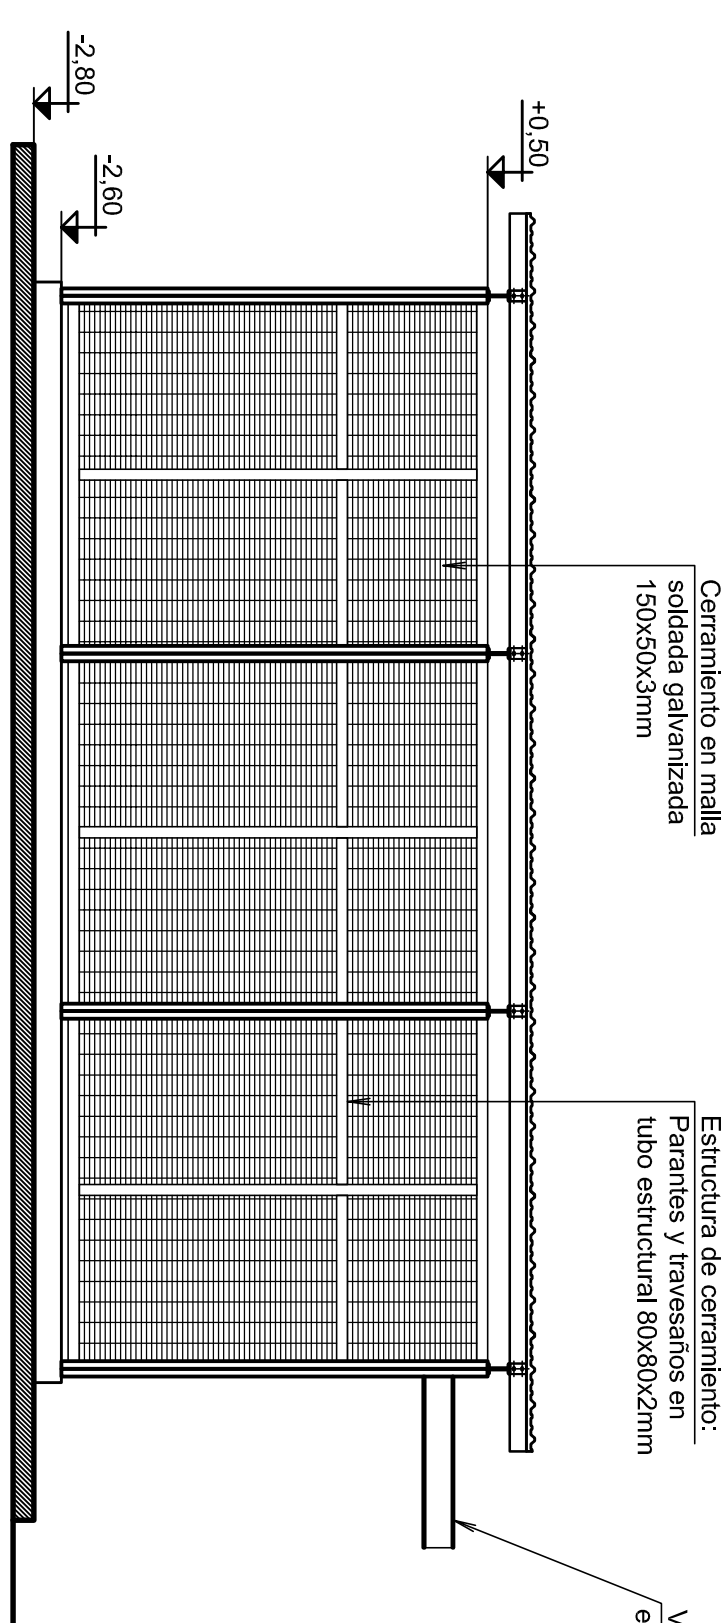 Cerramiento en malla
soldada galvanizada
150x50x3mm
Estructura de cerramiento:
Parantes y travesaños en
tubo estructural 80x80x2mm
+0,50
-2,60
-2,80